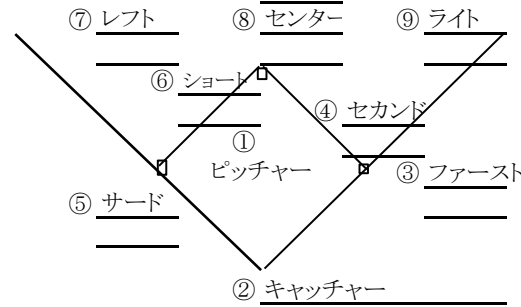 ⑦ レフト ⑧ センター ⑨ ライト
⑥ ショート
④ セカンド
①
ピッチャー
③ ファースト
⑤ サード
② キャッチャー